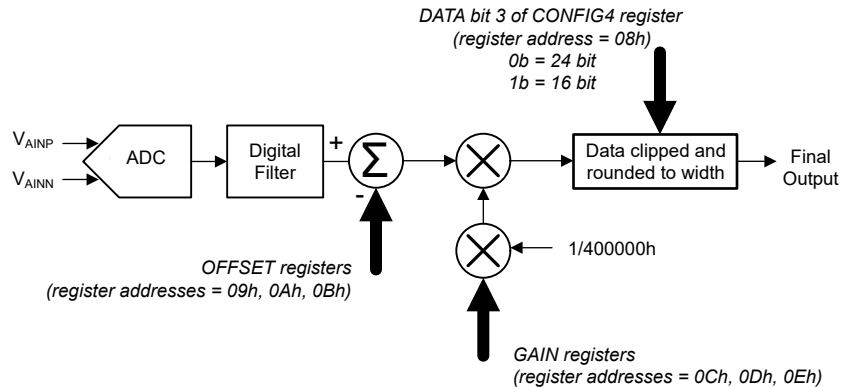 DATA bit 3 of CONFIG4 register
(register address = 08h)
0b = 24 bit
1b = 16 bit
V_AINP
V_AINN
ADC
Digital
Filter
+
Σ
-
Data clipped and
rounded to width
Final
Output
1/400000h
OFFSET registers
(register addresses = 09h, 0Ah, 0Bh)
GAIN registers
(register addresses = 0Ch, 0Dh, 0Eh)